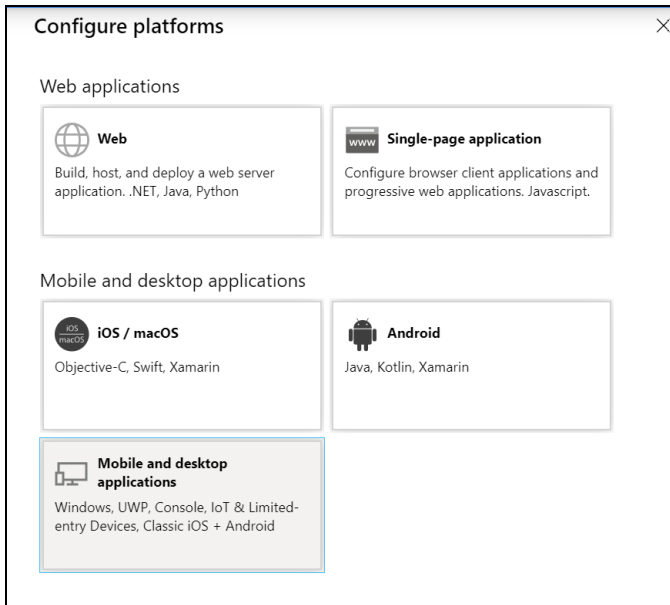 Configure platforms
Web applications
Web
Build, host, and deploy a web server
application. .NET, Java, Python
www
Single-page application
Configure browser client applications and
progressive web applications. Javascript.
Mobile and desktop applications
iOS
macOS
iOS / macOS
Objective-C, Swift, Xamarin
Android
Java, Kotlin, Xamarin
Mobile and desktop
applications
Windows, UWP, Console, IoT & Limited-
entry Devices, Classic iOS + Android